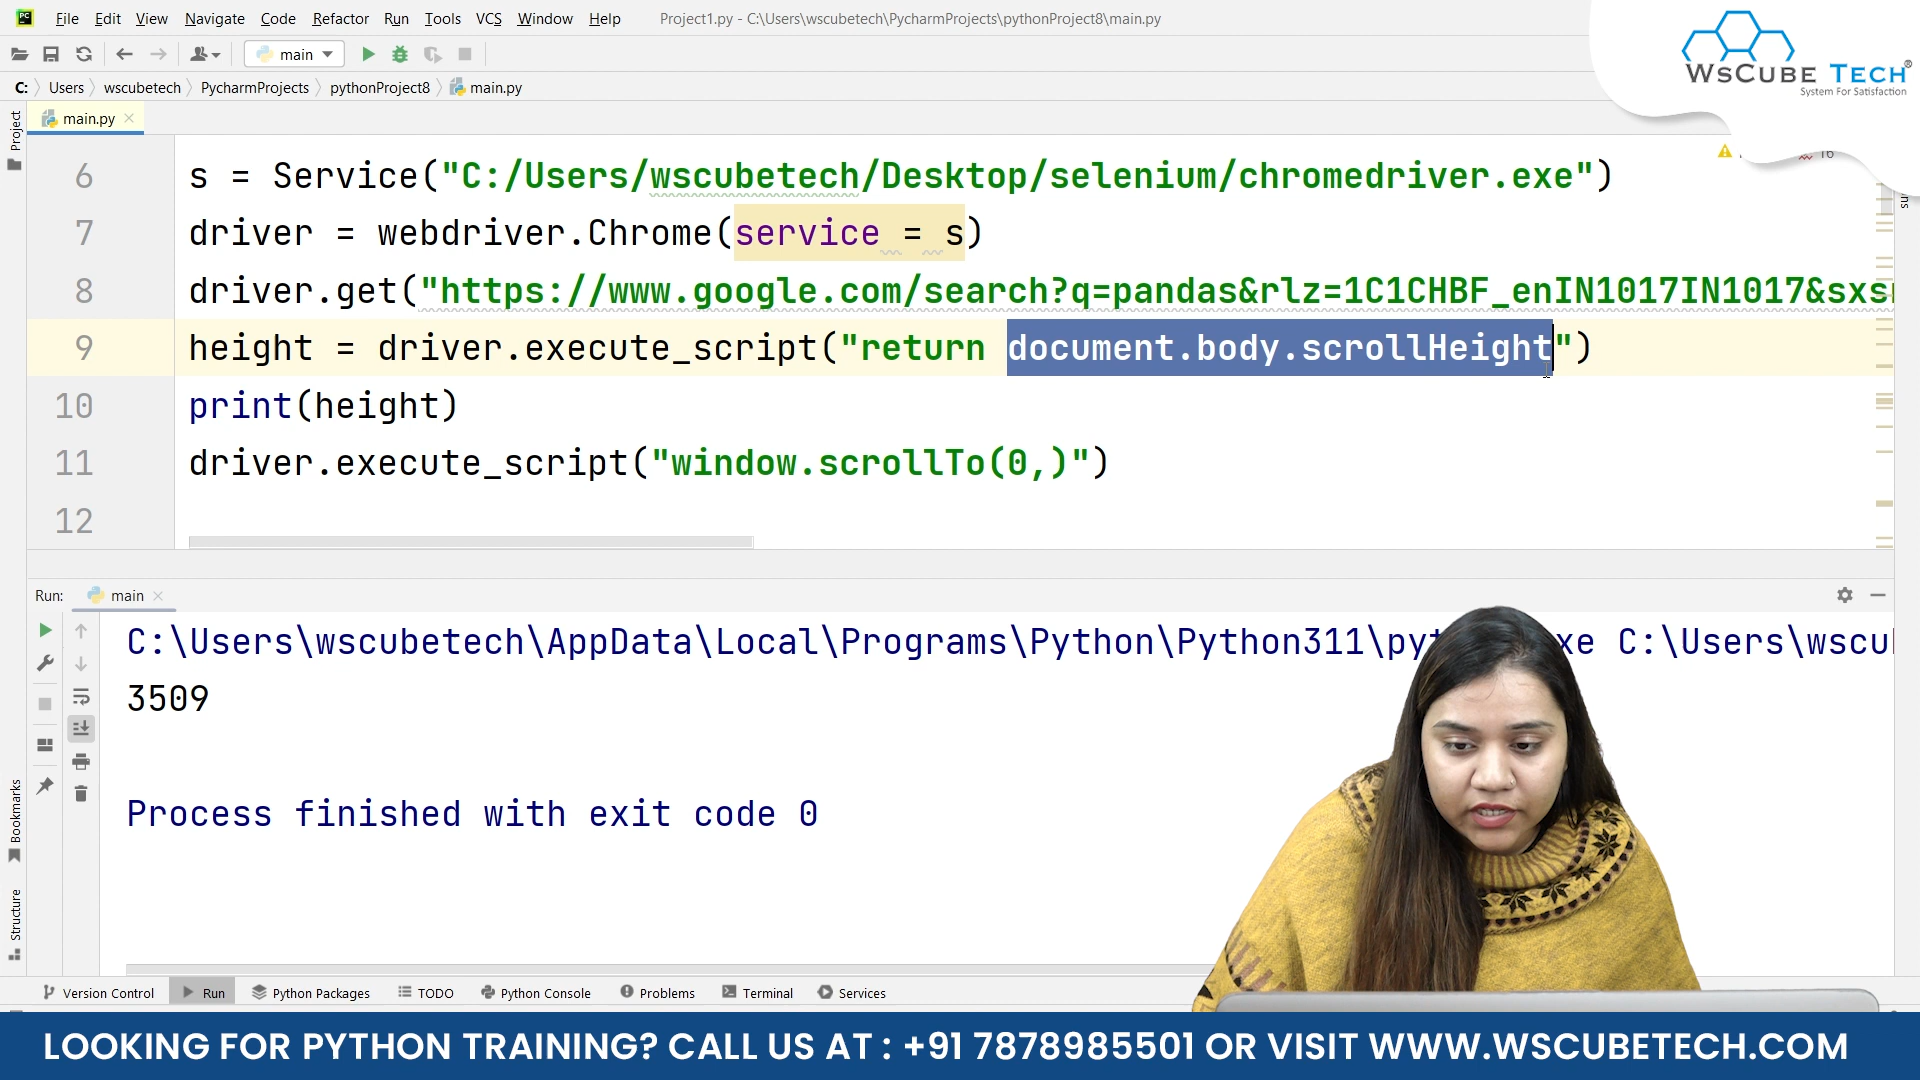 File Edit View Navigate Code Refactor Run Tools VCS Window Help Project1.py - C:\Users\wscubetech\PycharmProjects\pythonProject8\main.py
main
C: Users wscubetech PycharmProjects pythonProject8 main.py
WsCube Tech®
System For Satisfaction
Project
main.py
16
6 s = Service("C:/Users/wscubetech/Desktop/selenium/chromedriver.exe")
7 driver = webdriver.Chrome(service = s)
8 driver.get("https://www.google.com/search?q=pandas&rlz=1C1CHBF_enIN1017IN1017&sxs
9 height = driver.execute_script("return document.body.scrollHeight")
10 print(height)
11 driver.execute_script("window.scrollTo(0,)")
12
Run: main
C:\Users\wscubetech\AppData\Local\Programs\Python\Python311\py xe C:\Users\wscu
3509
Process finished with exit code 0
Bookmarks
Structure
Version Control Run Python Packages TODO Python Console Problems Terminal Services
LOOKING FOR PYTHON TRAINING? CALL US AT : +91 7878985501 OR VISIT WWW.WSCUBETECH.COM